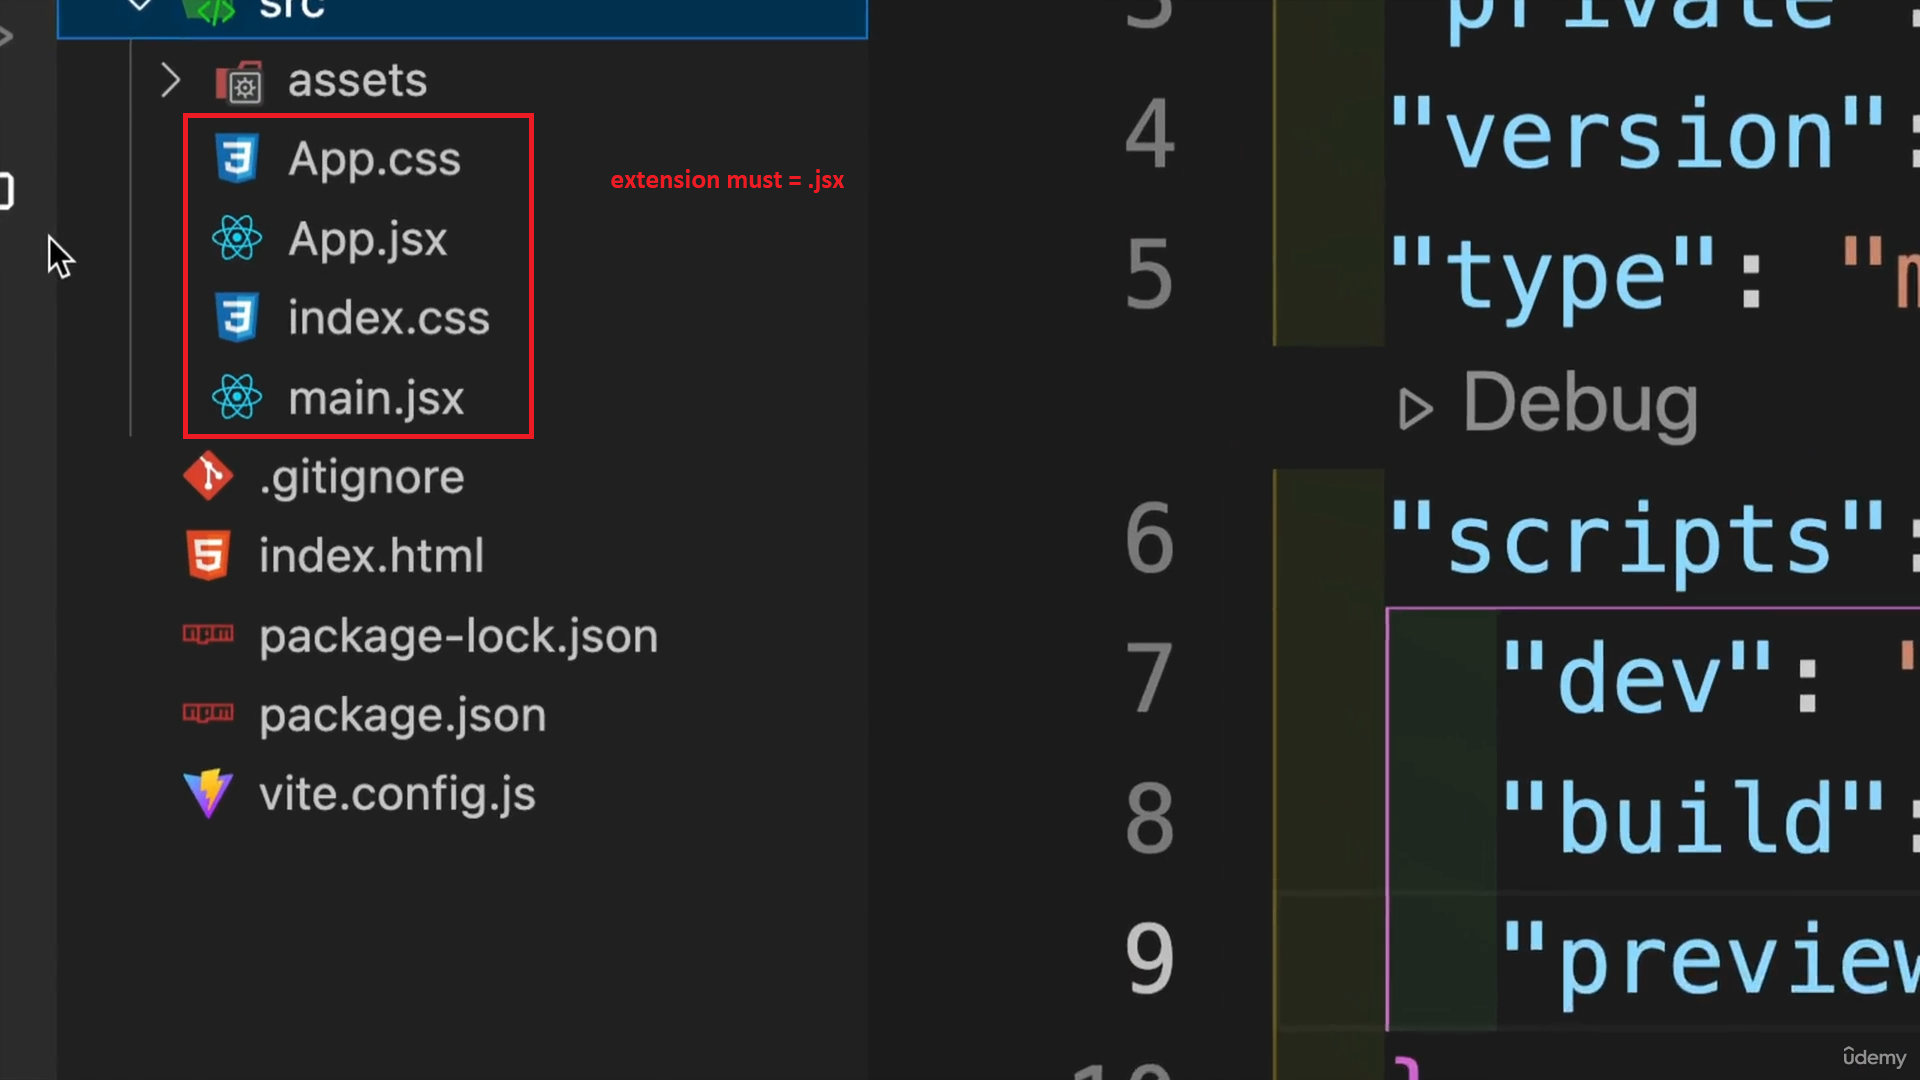 src
assets
App.css
extension must = .jsx
App.jsx
index.css
main.jsx
.gitignore
index.html
package-lock.json
package.json
vite.config.js
3
"private":
4
"version":
5
"type": "m
Debug
6
"scripts":
7
"dev": "
8
"build":
9
"preview
10
}
ûdemy